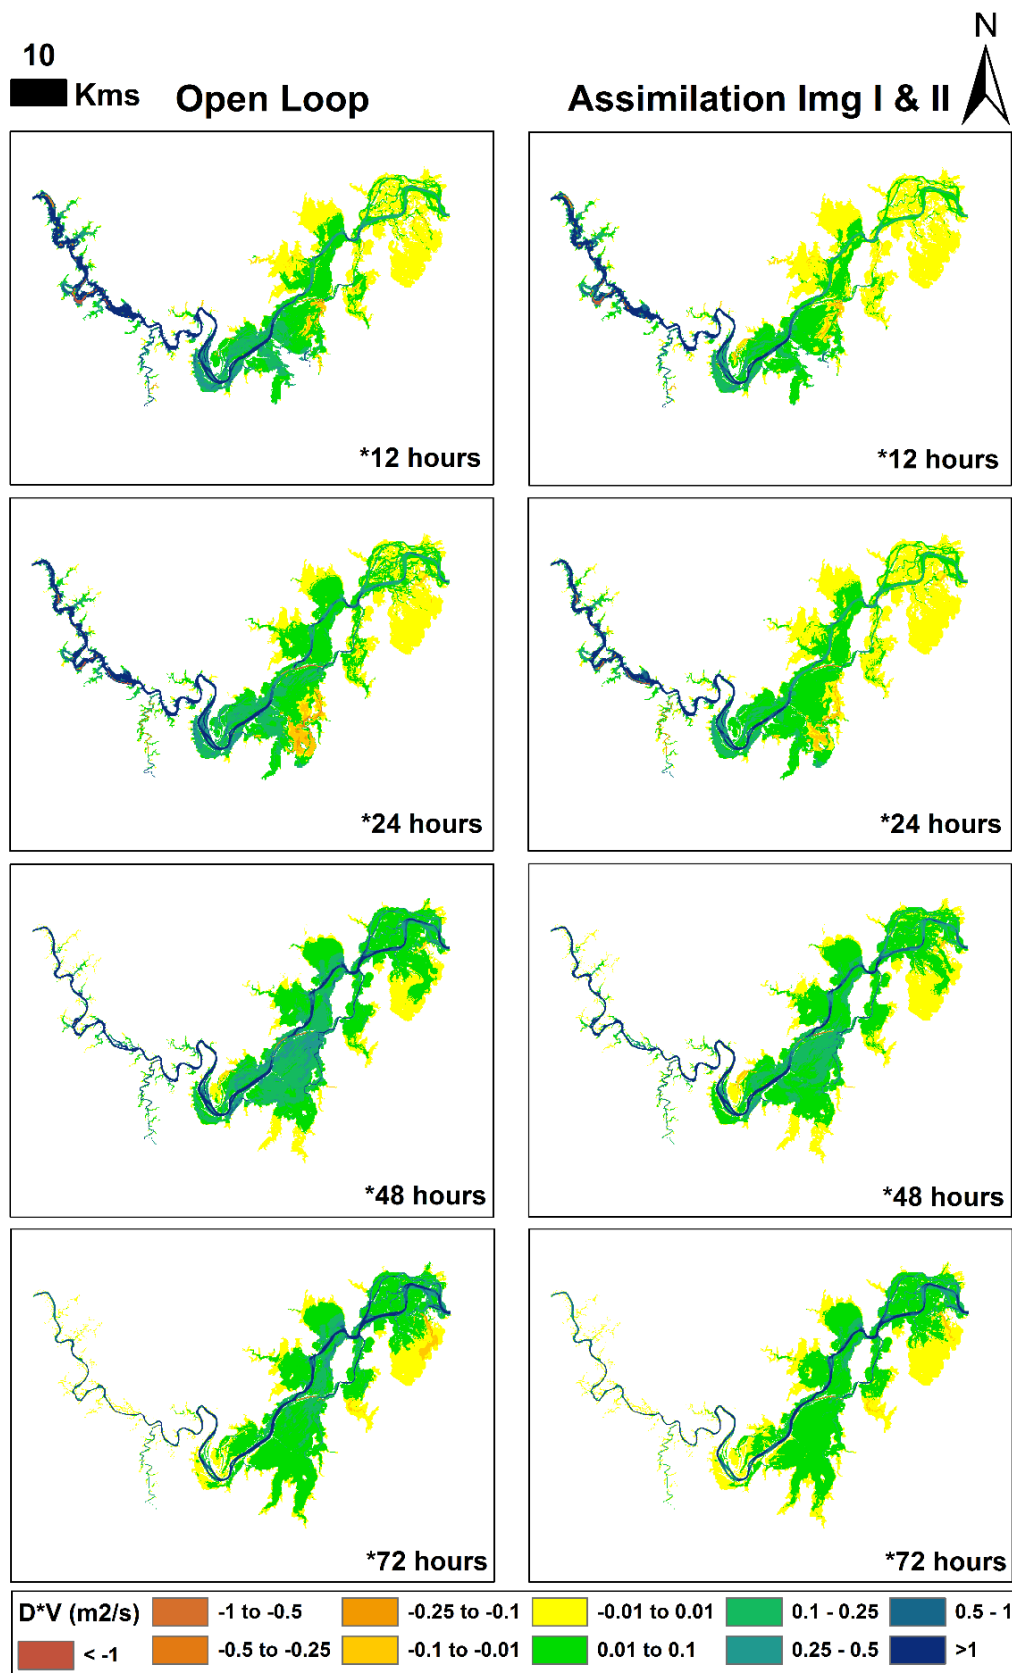 N
10
Kms
Open Loop
Assimilation Img I & II
*12 hours
*12 hours
*24 hours
*24 hours
*48 hours
*48 hours
*72 hours
*72 hours
D*V (m2/s)
-1 to -0.5
-0.25 to -0.1
-0.01 to 0.01
0.1 - 0.25
0.5 - 1
< -1
-0.5 to -0.25
-0.1 to -0.01
0.01 to 0.1
0.25 - 0.5
>1